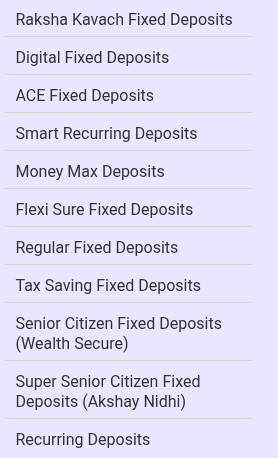 Raksha Kavach Fixed Deposits
Digital Fixed Deposits
ACE Fixed Deposits
Smart Recurring Deposits
Money Max Deposits
Flexi Sure Fixed Deposits
Regular Fixed Deposits
Tax Saving Fixed Deposits
Senior Citizen Fixed Deposits
(Wealth Secure)
Super Senior Citizen Fixed
Deposits (Akshay Nidhi)
Recurring Deposits